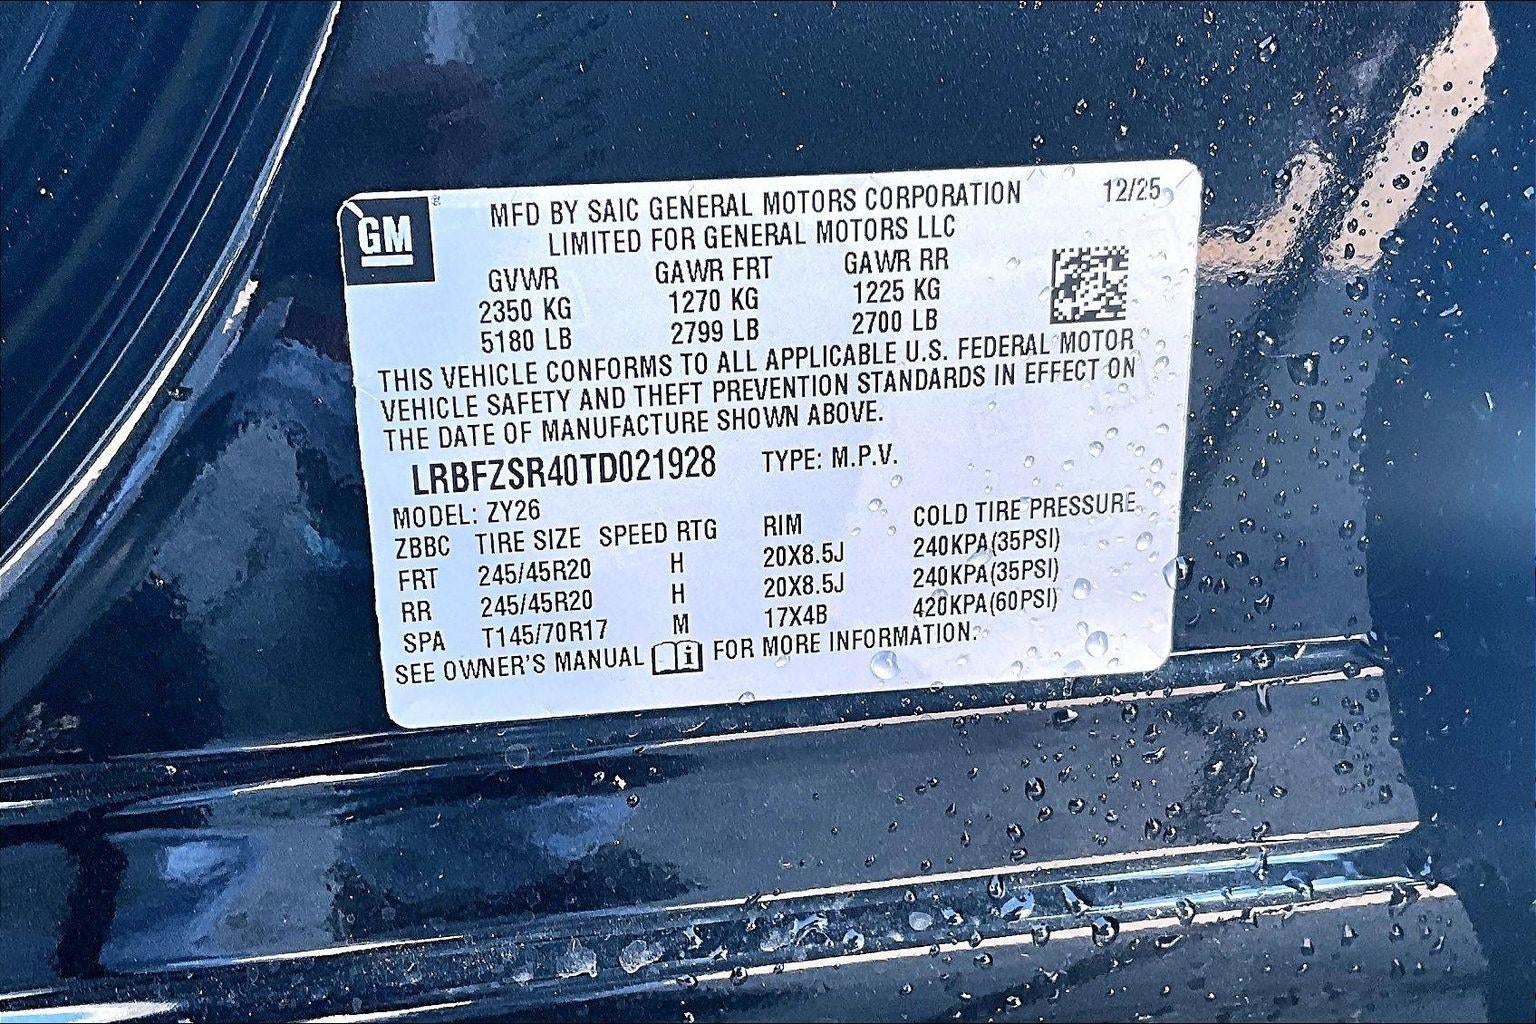 GM
MFD BY SAIC GENERAL MOTORS CORPORATION 12/25
LIMITED FOR GENERAL MOTORS LLC
GVWR GAWR FRT GAWR RR
2350 KG 1270 KG 1225 KG
5180 LB 2799 LB 2700 LB
THIS VEHICLE CONFORMS TO ALL APPLICABLE U.S. FEDERAL MOTOR
VEHICLE SAFETY AND THEFT PREVENTION STANDARDS IN EFFECT ON
THE DATE OF MANUFACTURE SHOWN ABOVE.
LRBFZSR40TD021928 TYPE: M.P.V.
MODEL: ZY26
ZBBC TIRE SIZE SPEED RTG RIM COLD TIRE PRESSURE
FRT 245/45R20 H 20X8.5J 240KPA(35PSI)
RR 245/45R20 H 20X8.5J 240KPA(35PSI)
SPA T145/70R17 M 17X4B 420KPA(60PSI)
SEE OWNER'S MANUAL FOR MORE INFORMATION.